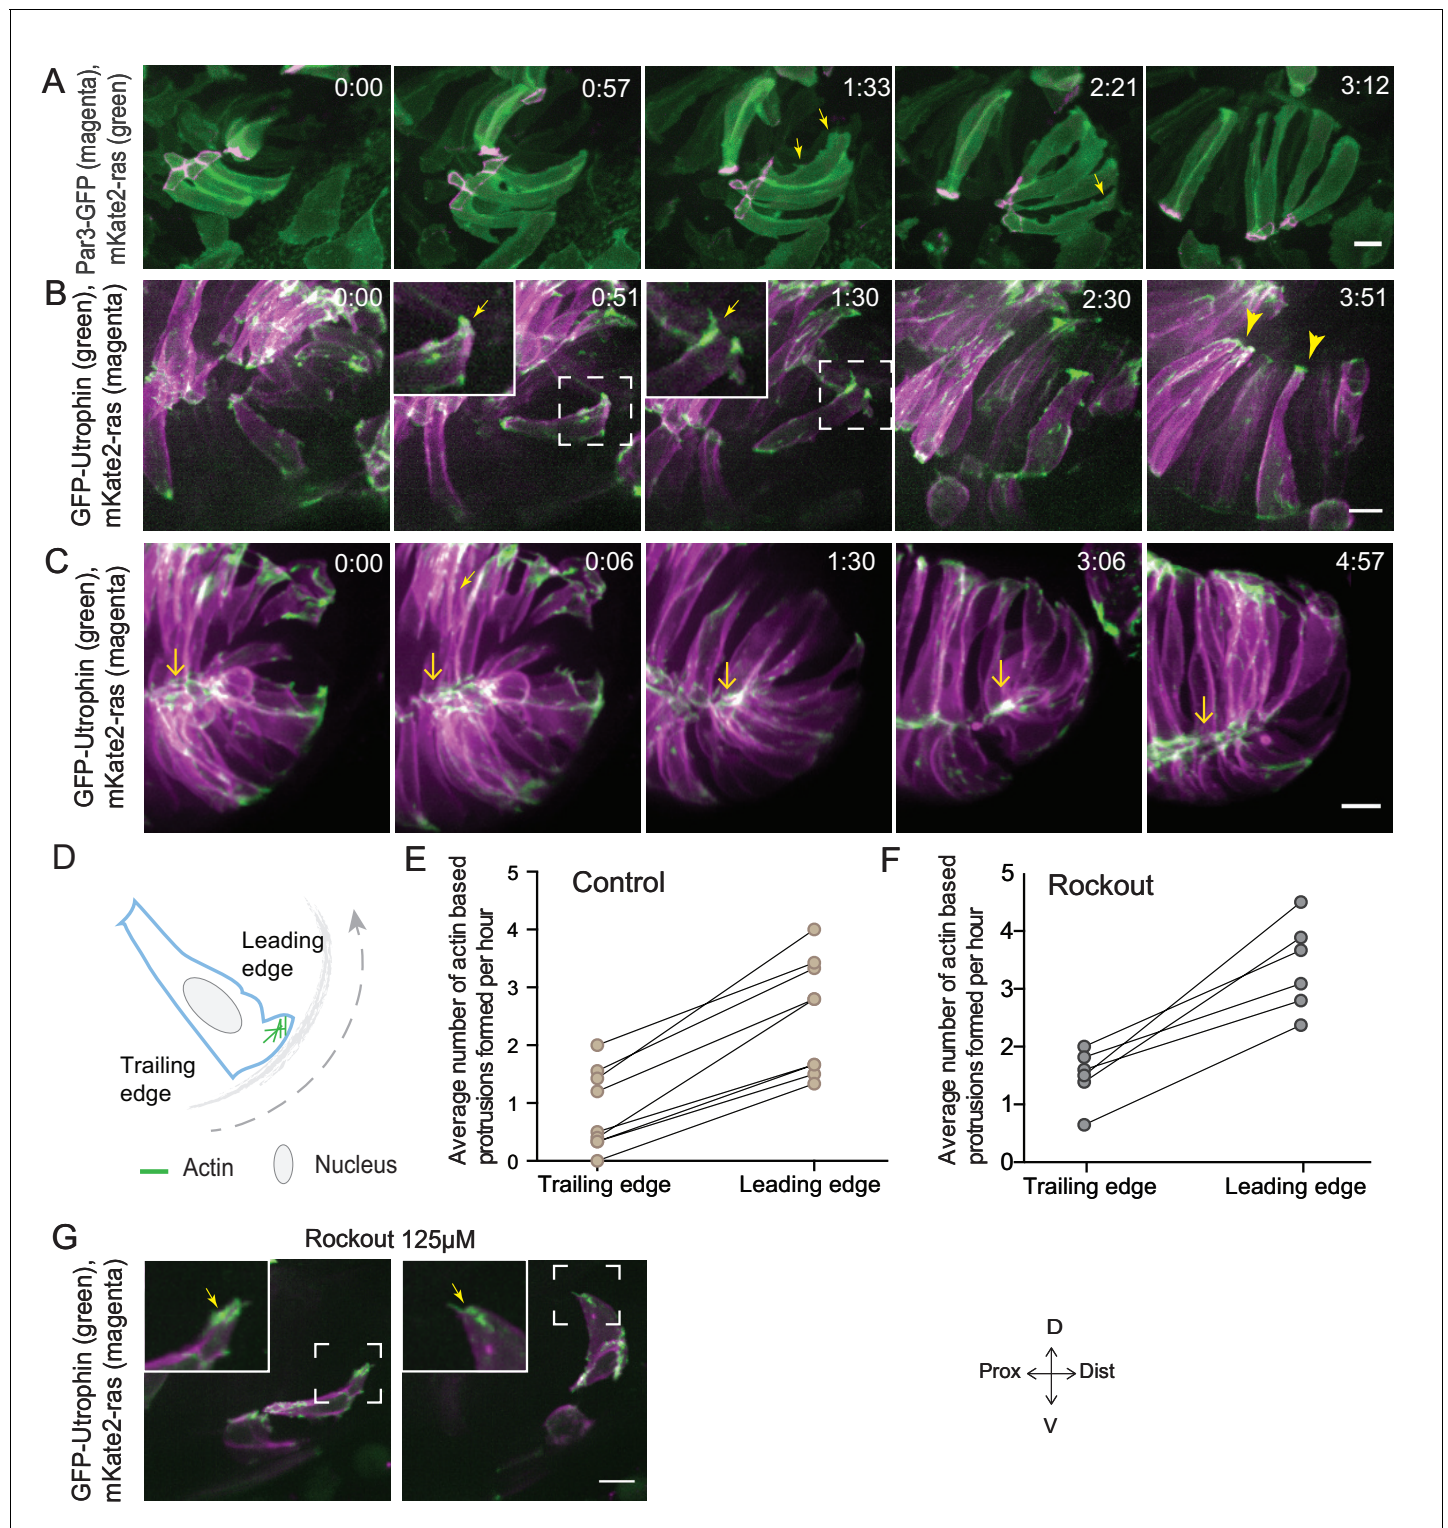 A
Par3-GFP (magenta),
mKate2-ras (green)
0:00
0:57
1:33
2:21
3:12
B
GFP-Utrophin (green),
mKate2-ras (magenta)
0:00
0:51
1:30
2:30
3:51
C
GFP-Utrophin (green),
mKate2-ras (magenta)
0:00
0:06
1:30
3:06
4:57
D
Leading
edge
Trailing
edge
Actin
Nucleus
E
Control
Average number of actin based
protrusions formed per hour
5
4
3
2
1
0
Trailing edge
Leading edge
F
Rockout
Average number of actin based
protrusions formed per hour
5
4
3
2
1
0
Trailing edge
Leading edge
G
Rockout 125µM
GFP-Utrophin (green),
mKate2-ras (magenta)
D
Prox
Dist
V